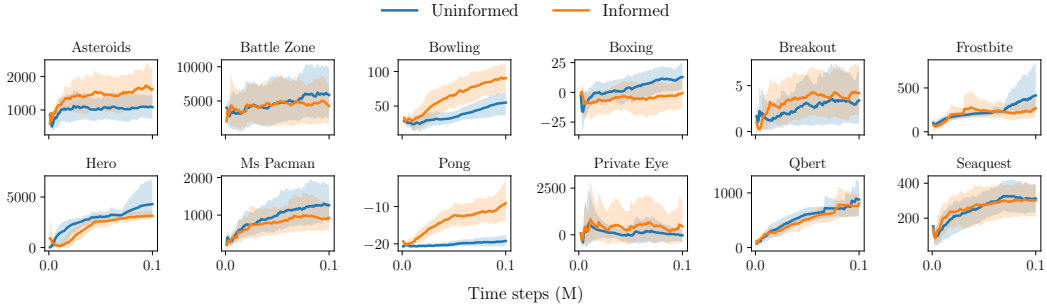 Uninformed Informed
Asteroids Battle Zone Bowling Boxing Breakout Frostbite
2000 1000
10000 5000 0
100 50
25 0 −25
5 0
500 0
Hero Ms Pacman Pong Private Eye Qbert Seaquest
5000 0
2000 1000
−10 −20
2500 0
1000 0
400 200
0.0 0.1 0.0 0.1 0.0 0.1 0.0 0.1 0.0 0.1 0.0 0.1
Time steps (M)